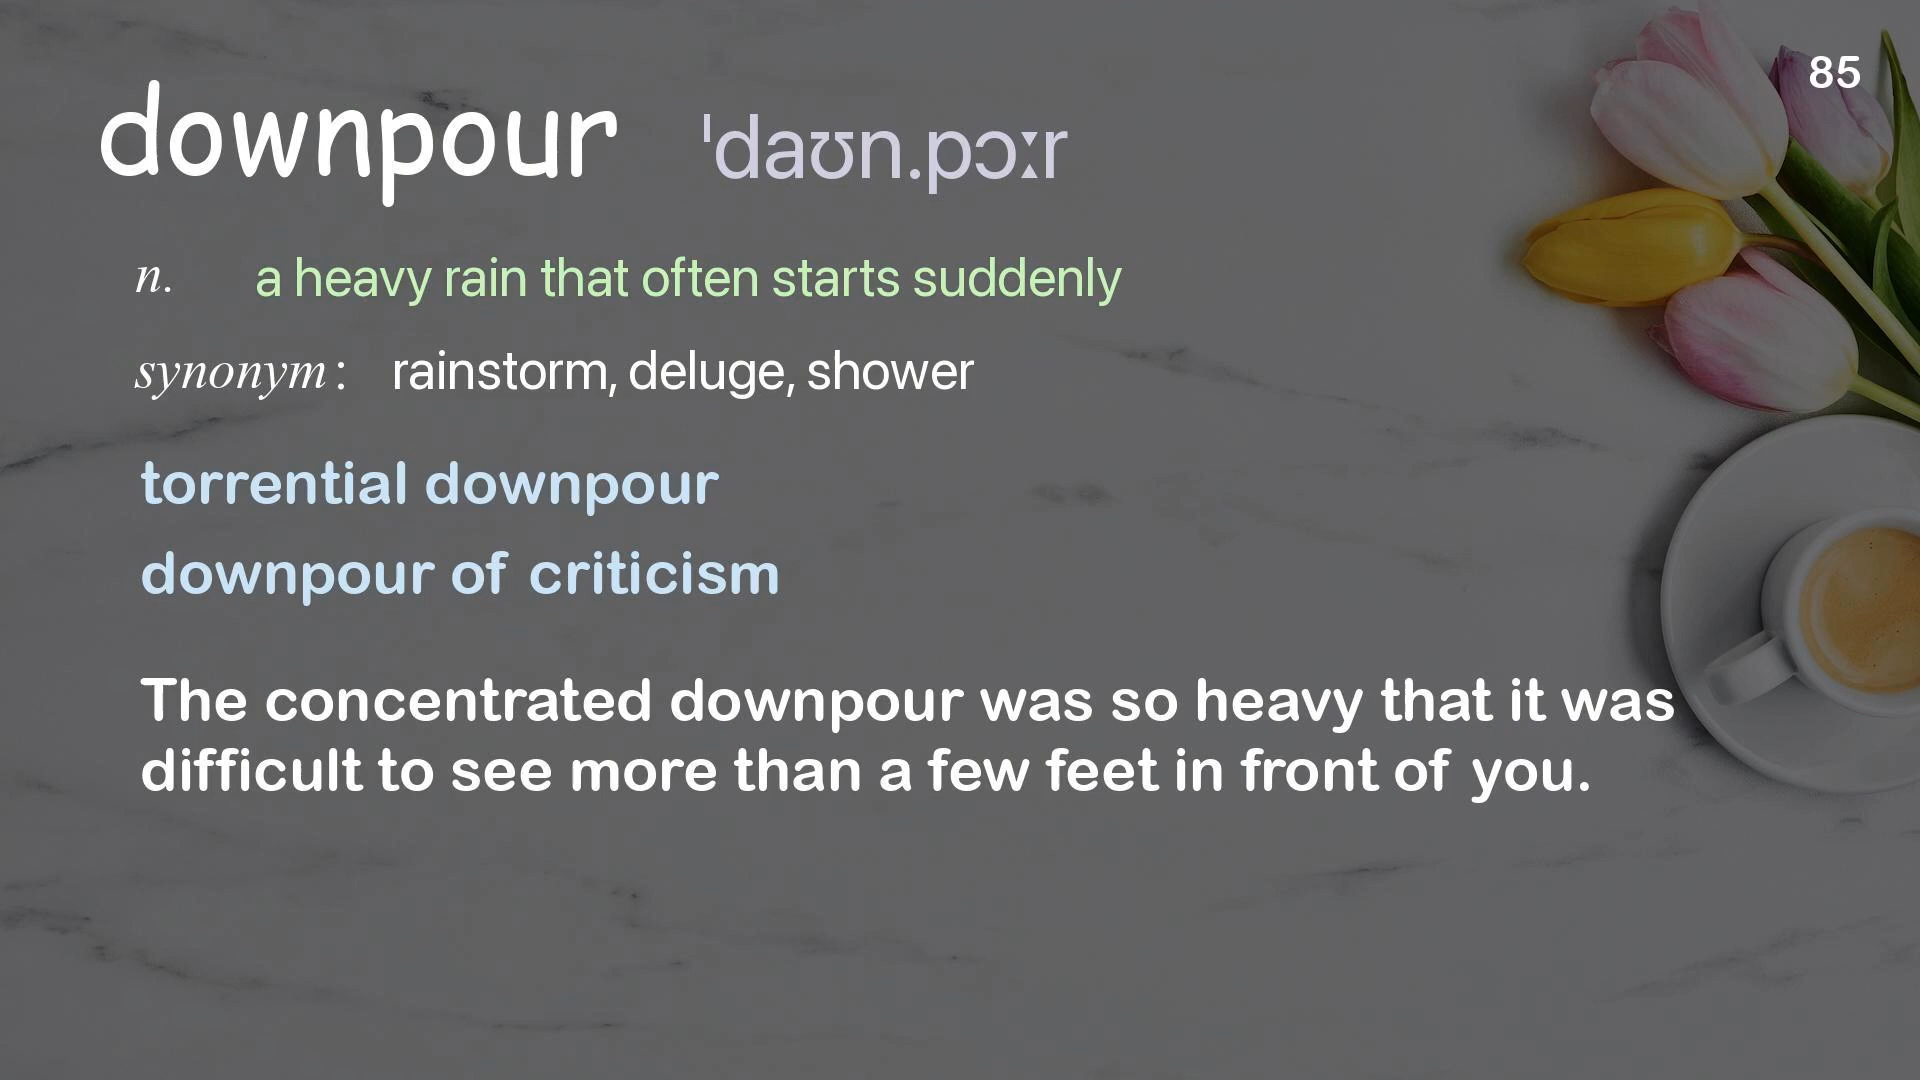 85
downpour ˈdaʊn.pɔːr
n. a heavy rain that often starts suddenly
synonym: rainstorm, deluge, shower
torrential downpour
downpour of criticism
The concentrated downpour was so heavy that it was
difficult to see more than a few feet in front of you.